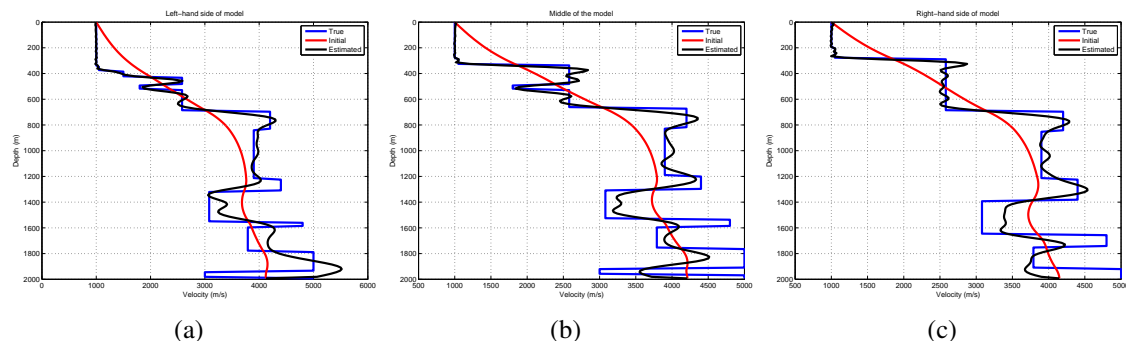 Left-hand side of model
True
Initial
Estimated
0
200
400
600
800
1000
1200
1400
1600
1800
2000
Depth (m)
0 1000 2000 3000 4000 5000 6000
Velocity (m/s)
(a)
Middle of the model
True
Initial
Estimated
0
200
400
600
800
1000
1200
1400
1600
1800
2000
Depth (m)
500 1000 1500 2000 2500 3000 3500 4000 4500 5000
Velocity (m/s)
(b)
Right-hand side of model
True
Initial
Estimated
0
200
400
600
800
1000
1200
1400
1600
1800
2000
Depth (m)
500 1000 1500 2000 2500 3000 3500 4000 4500 5000
Velocity (m/s)
(c)